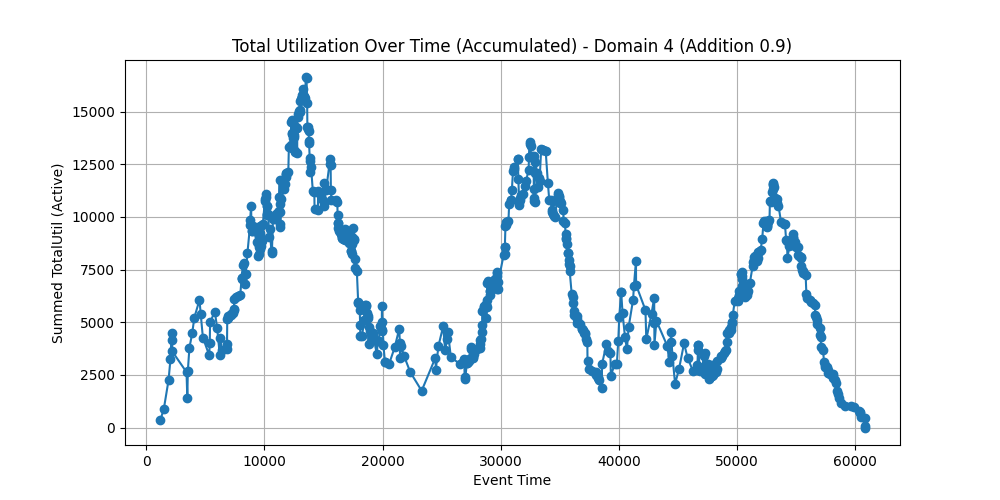 Total Utilization Over Time (Accumulated) - Domain 4 (Addition 0.9)
Summed TotalUtil (Active)
15000
12500
10000
7500
5000
2500
0
0 10000 20000 30000 40000 50000 60000
Event Time